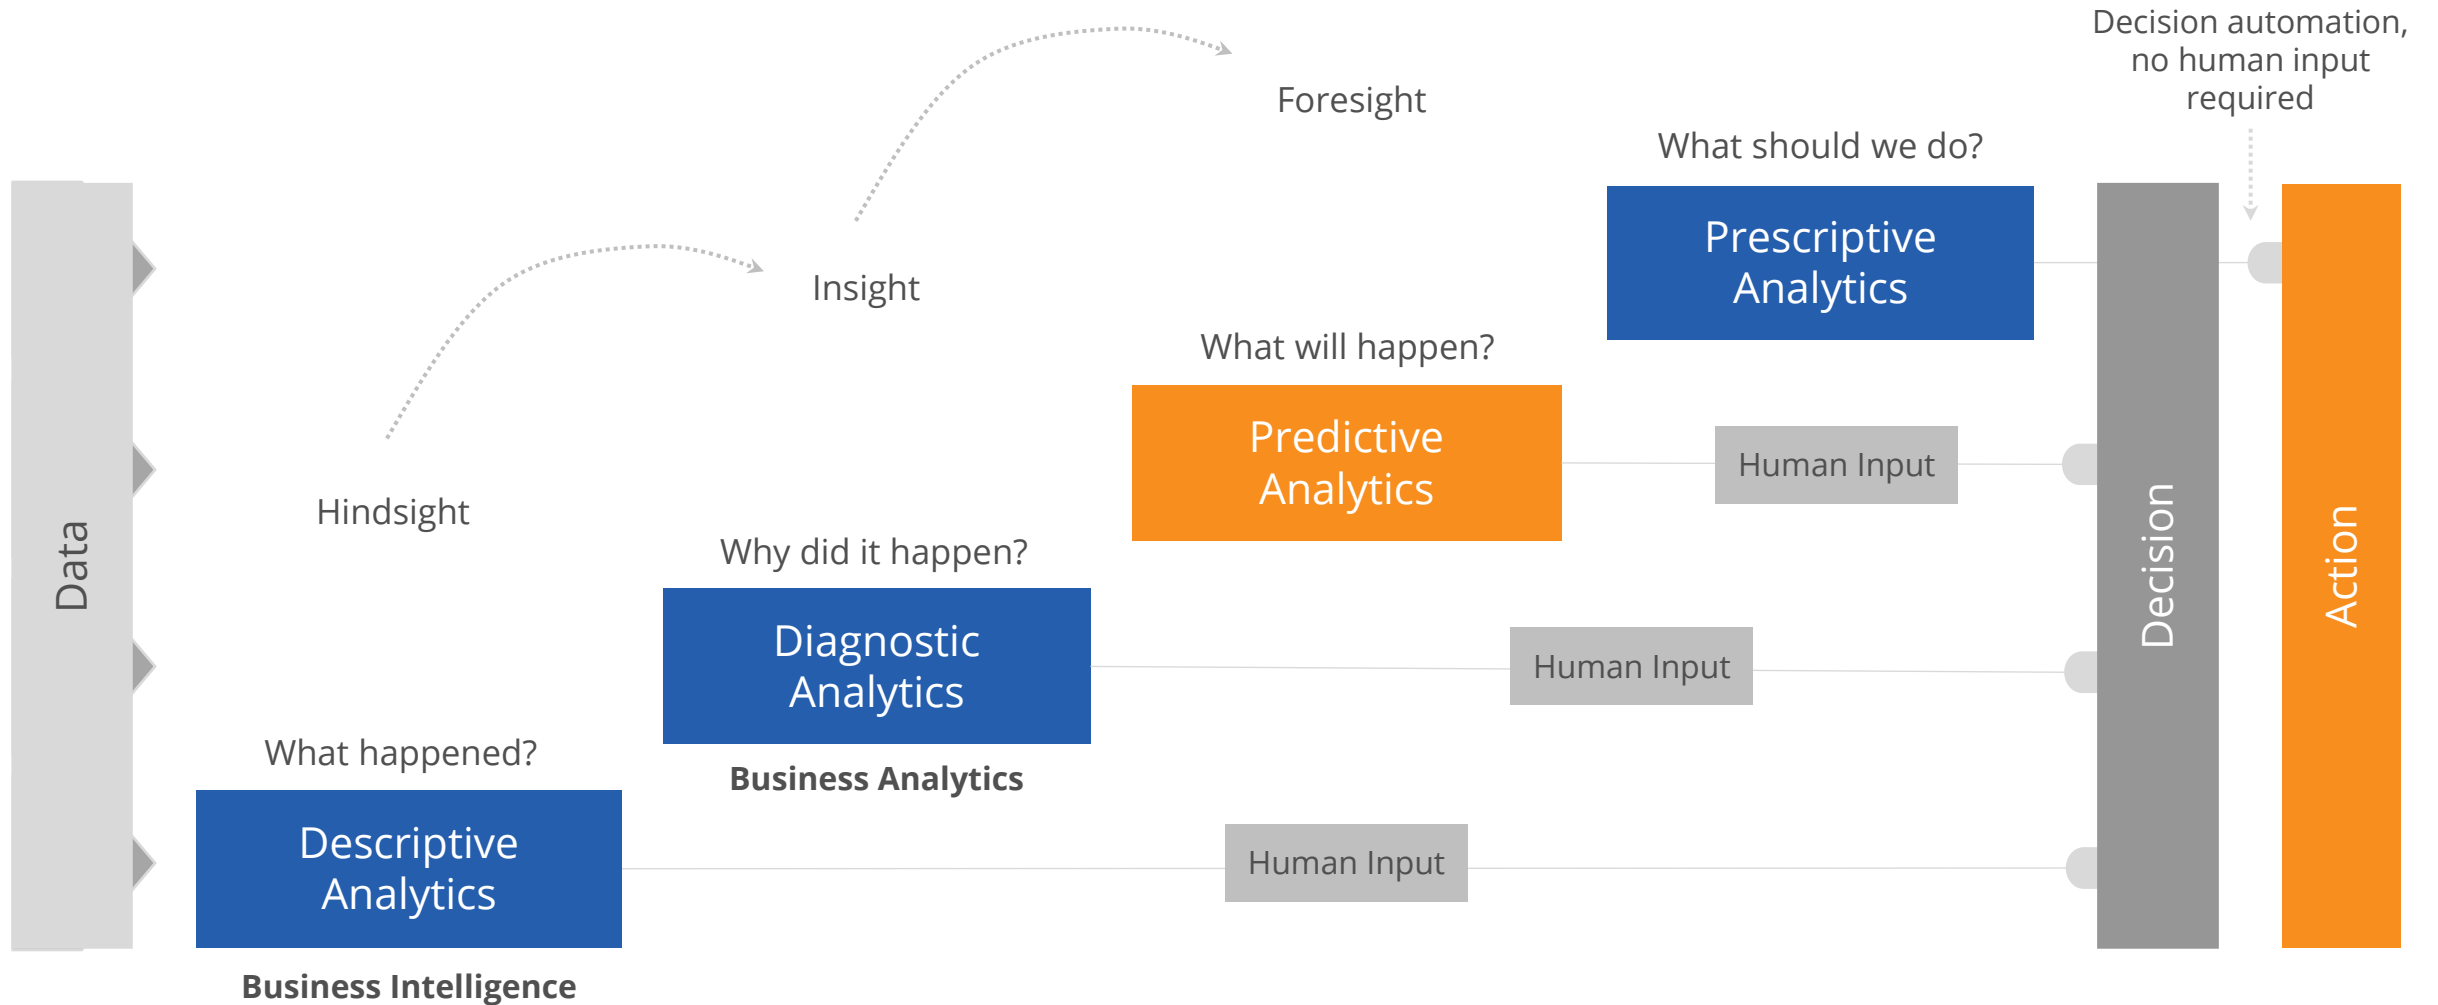 Decision automation,
no human input
required
Foresight
What should we do?
Prescriptive
Analytics
Insight
What will happen?
Predictive
Analytics
Human Input
Hindsight
Why did it happen?
Diagnostic
Analytics
Human Input
Business Analytics
What happened?
Descriptive
Analytics
Human Input
Business Intelligence
Data
Decision
Action